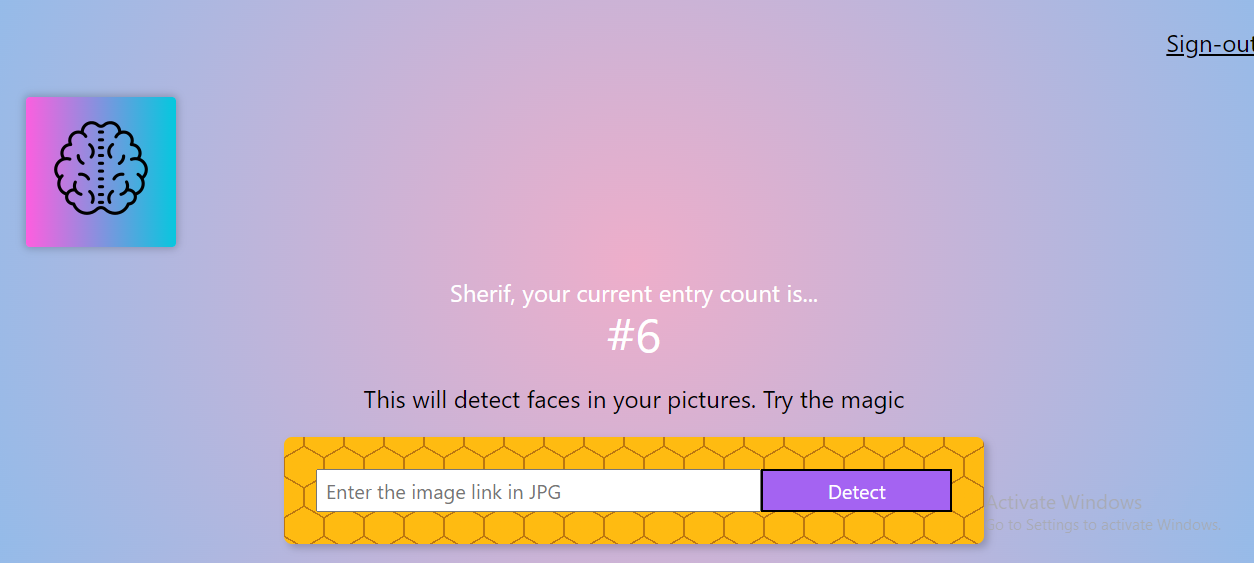 Sign-out
Sherif, your current entry count is...
#6
This will detect faces in your pictures. Try the magic
Enter the image link in JPG
Detect
Activate Windows
Go to Settings to activate Windows.